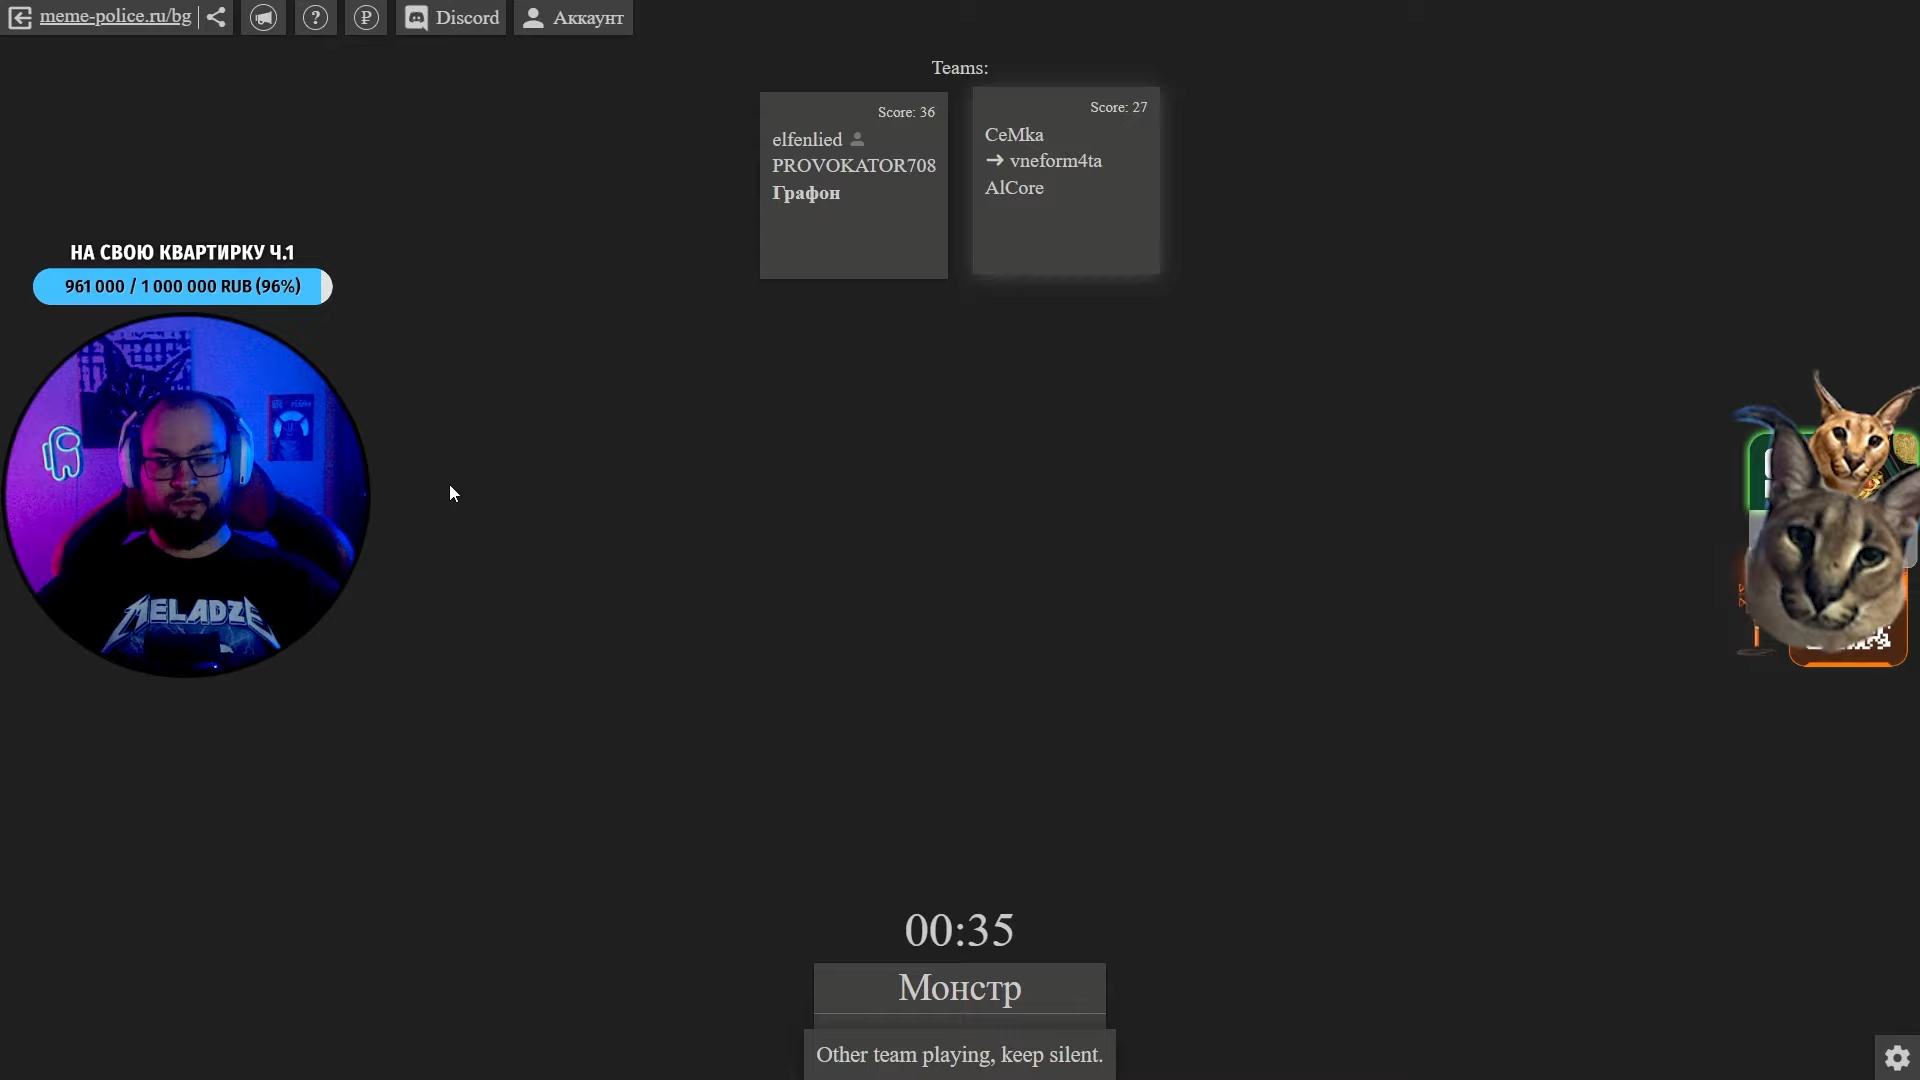 meme-police.ru/bg
Discord
Аккаунт
Teams:
Score: 36
elfenlied
PROVOKATOR708
Графон
Score: 27
CeMka
→ vneform4ta
AlCore
НА СВОЮ КВАРТИРКУ Ч.1
961 000 / 1 000 000 RUB (96%)
MELADZE
00:35
Монстр
Other team playing, keep silent.